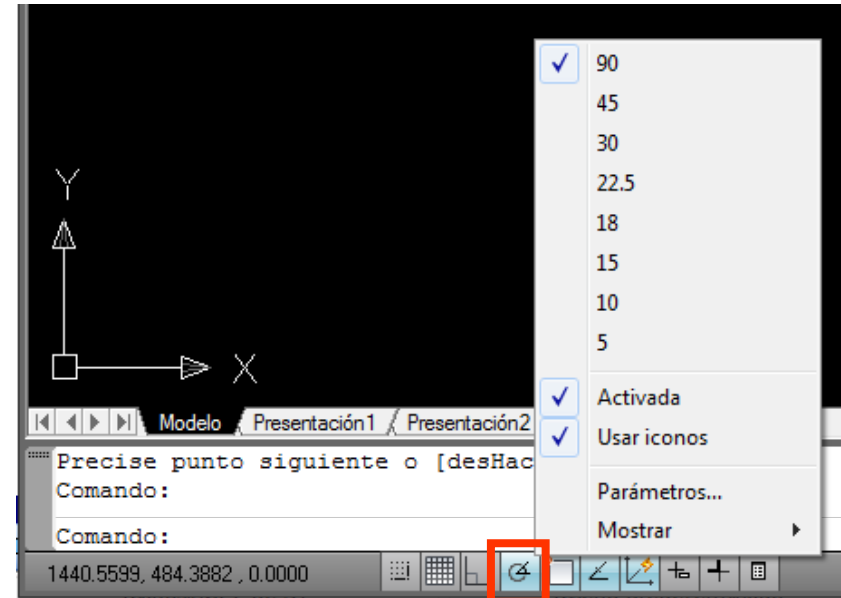 90
45
30
22.5
18
15
10
5
Activada
Usar iconos
Parámetros...
Mostrar
Y
X
Modelo Presentación1 Presentación2
Precise punto siguiente o [desHac
Comando:
Comando:
1440.5599, 484.3882 , 0.0000